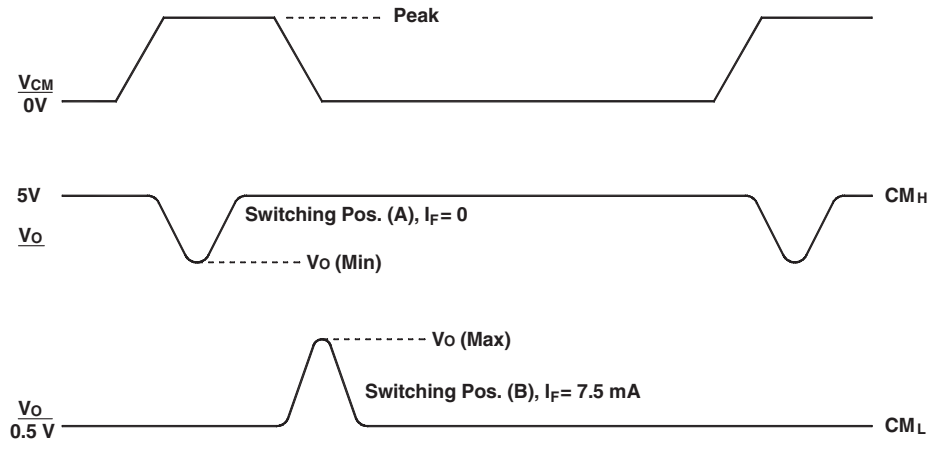 Peak
VCM
0V
5V
CMH
Switching Pos. (A), IF= 0
VO
VO (Min)
VO (Max)
Switching Pos. (B), IF= 7.5 mA
VO
0.5 V
CML